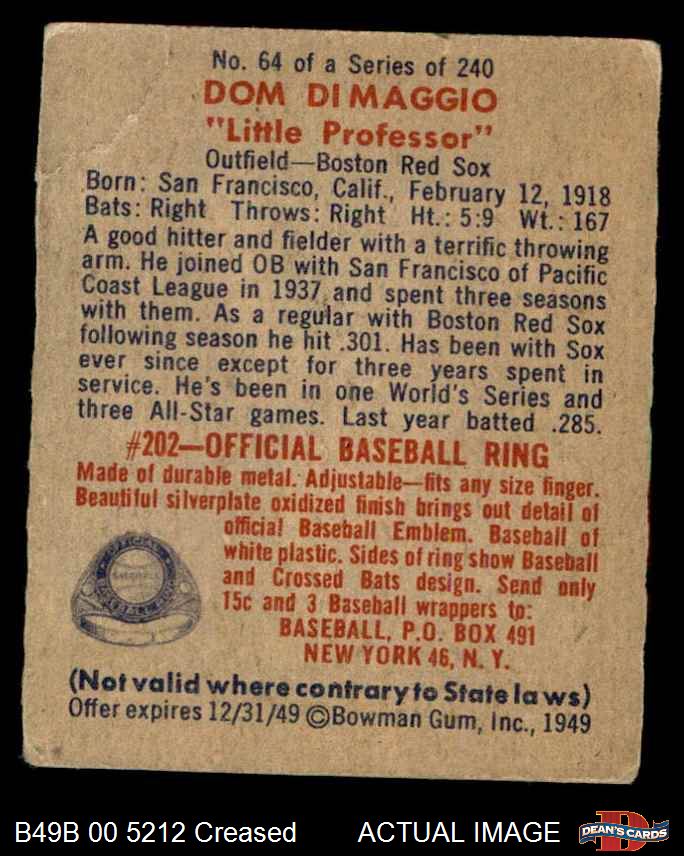 No. 64 of a Series of 240
DOM DI MAGGIO
"Little Professor"
Outfield—Boston Red Sox
Born: San Francisco, Calif., February 12, 1918
Bats: Right Throws: Right Ht.: 5:9 Wt.: 167
A good hitter and fielder with a terrific throwing
arm. He joined OB with San Francisco of Pacific
Coast League in 1937 and spent three seasons
with them. As a regular with Boston Red Sox
following season he hit .301. Has been with Sox
ever since except for three years spent in
service. He's been in one World's Series and
three All-Star games. Last year batted .285.
#202—OFFICIAL BASEBALL RING
Made of durable metal. Adjustable—fits any size finger.
Beautiful silverplate oxidized finish brings out detail of
official Baseball Emblem. Baseball of
white plastic. Sides of ring show Baseball
and Crossed Bats design. Send only
15c and 3 Baseball wrappers to:
BASEBALL, P.O. BOX 491
NEW YORK 46, N. Y.
OFFICIAL
(Not valid where contrary to State laws)
Offer expires 12/31/49 ©Bowman Gum, Inc., 1949
B49B 00 5212 Creased ACTUAL IMAGE
DEAN'S CARDS